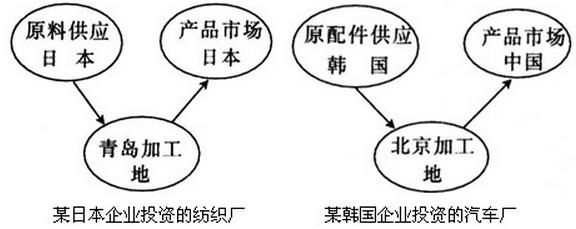 原料供应
日 本
产品市场
日本
青岛加工
地
某日本企业投资的纺织厂
原配件供应
韩 国
产品市场
中国
北京加工
地
某韩国企业投资的汽车厂